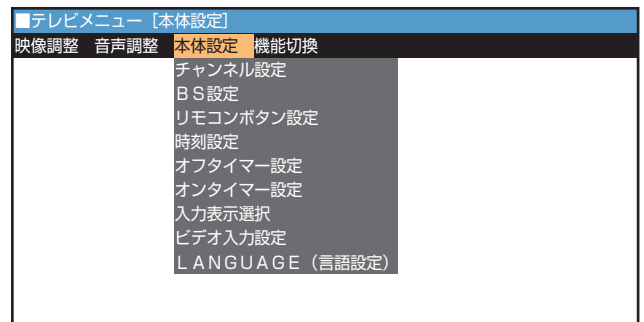 ■テレビメニュー［本体設定］
映像調整 音声調整 本体設定 機能切換
チャンネル設定
ＢＳ設定
リモコンボタン設定
時刻設定
オフタイマー設定
オンタイマー設定
入力表示選択
ビデオ入力設定
ＬＡＮＧＵＡＧＥ（言語設定）